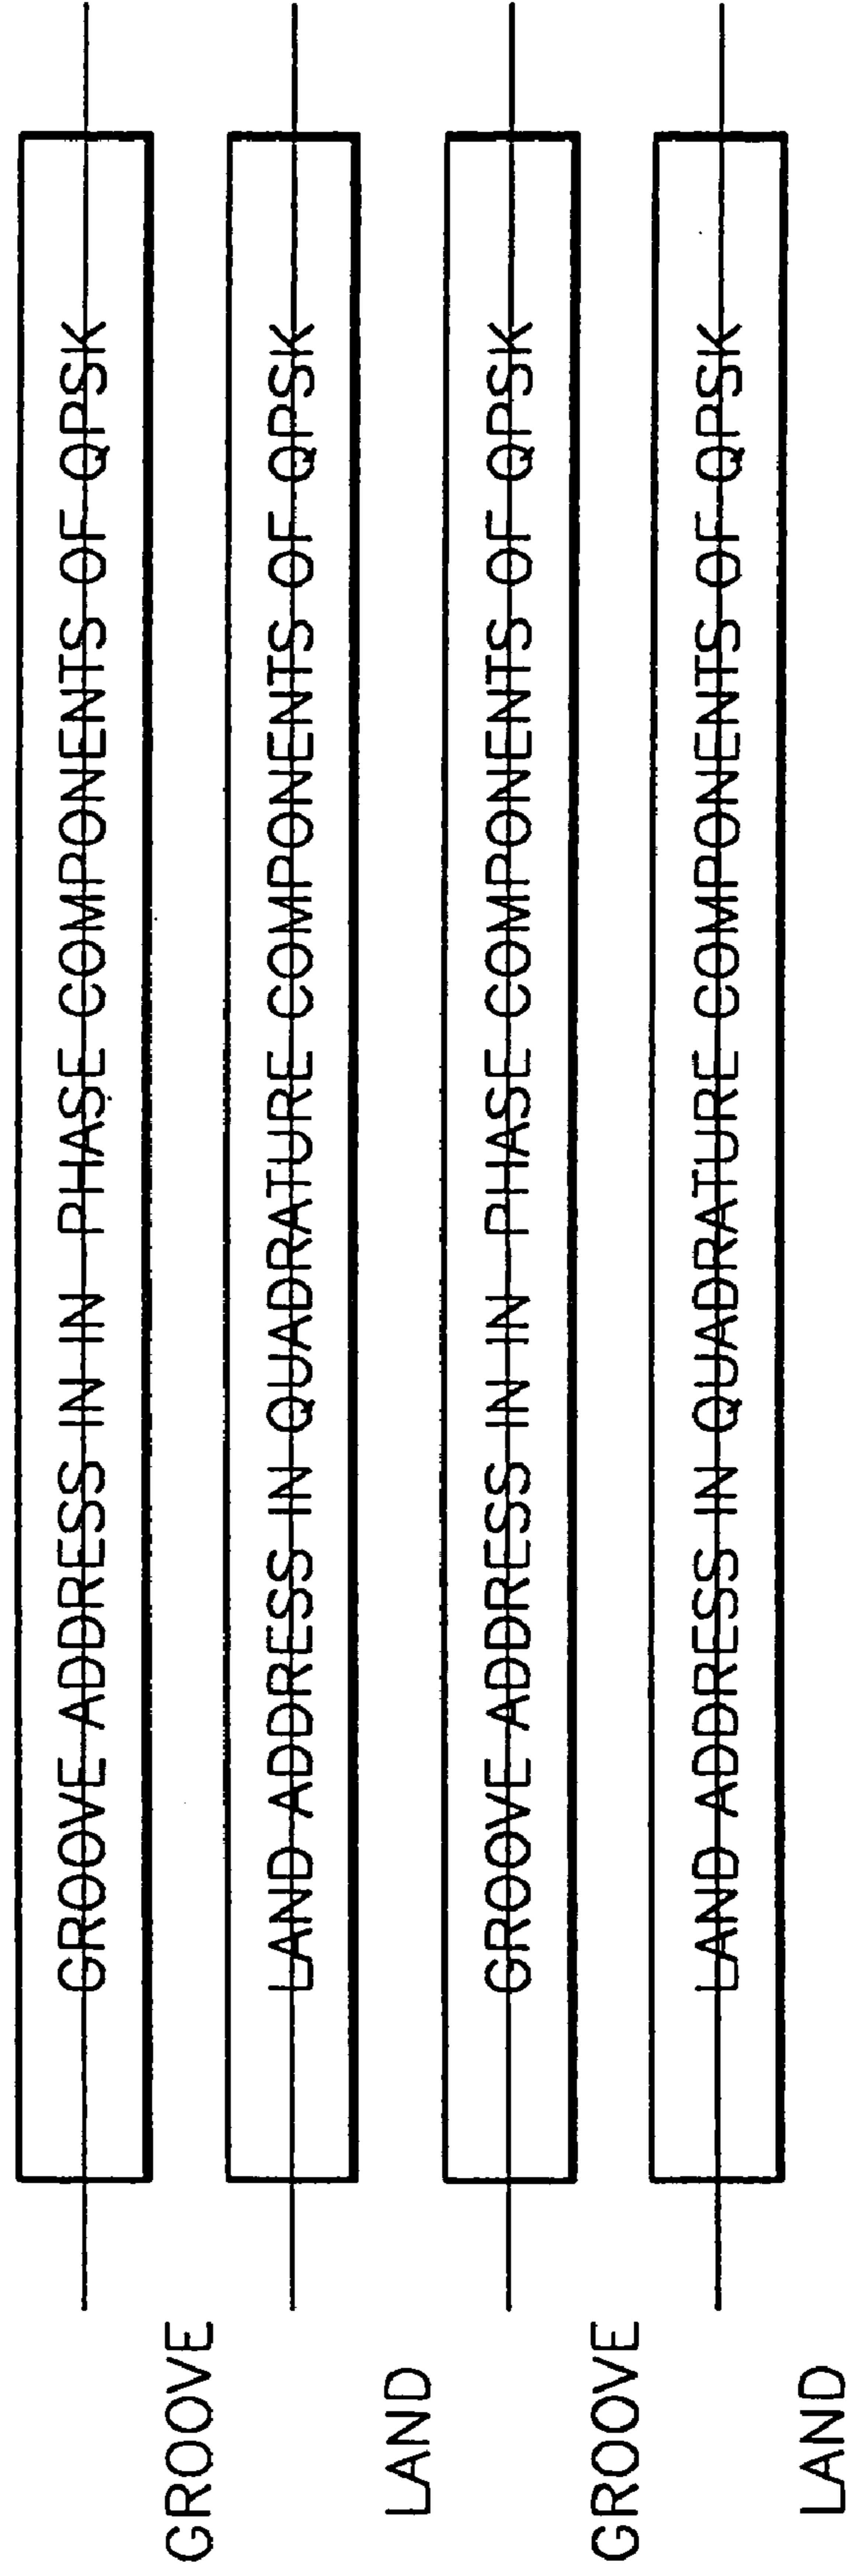 GROOVE ADDRESS IN IN PHASE COMPONENTS OF QPSK
GROOVE
LAND ADDRESS IN QUADRATURE COMPONENTS OF QPSK
LAND
GROOVE ADDRESS IN IN PHASE COMPONENTS OF QPSK
GROOVE
LAND ADDRESS IN QUADRATURE COMPONENTS OF QPSK
LAND